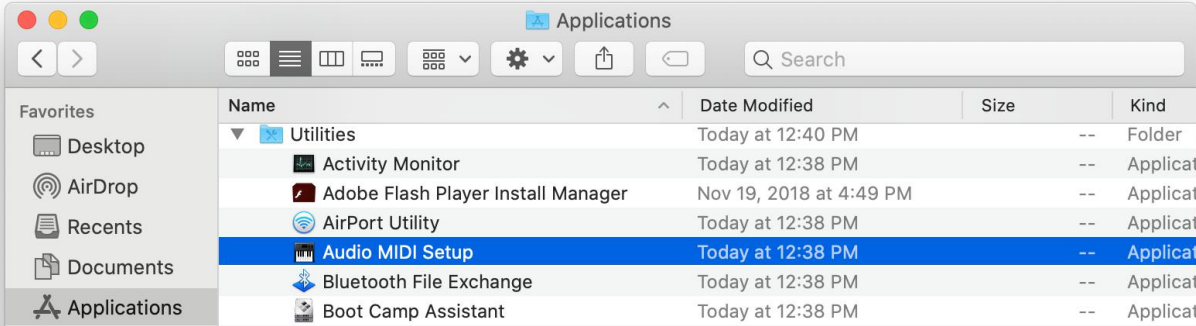 Applications
Search
Favorites
Desktop
AirDrop
Recents
Documents
Applications
Name Date Modified Size Kind
Utilities Today at 12:40 PM -- Folder
Activity Monitor Today at 12:38 PM -- Applicat
Adobe Flash Player Install Manager Nov 19, 2018 at 4:49 PM -- Applicat
AirPort Utility Today at 12:38 PM -- Applicat
Audio MIDI Setup Today at 12:38 PM -- Applicat
Bluetooth File Exchange Today at 12:38 PM -- Applicat
Boot Camp Assistant Today at 12:38 PM -- Applicat